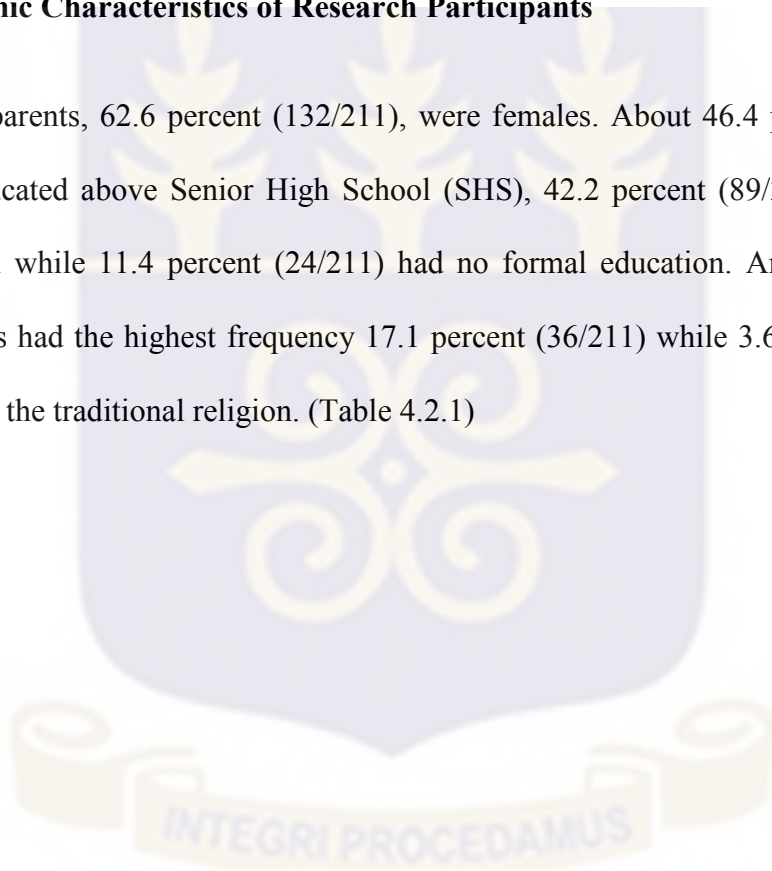 nic Characteristics of Research Participants
parents, 62.6 percent (132/211), were females. About 46.4 p
cated above Senior High School (SHS), 42.2 percent (89/
while 11.4 percent (24/211) had no formal education. Ar
s had the highest frequency 17.1 percent (36/211) while 3.6
the traditional religion. (Table 4.2.1)
INTEGRI PROCEDAMUS